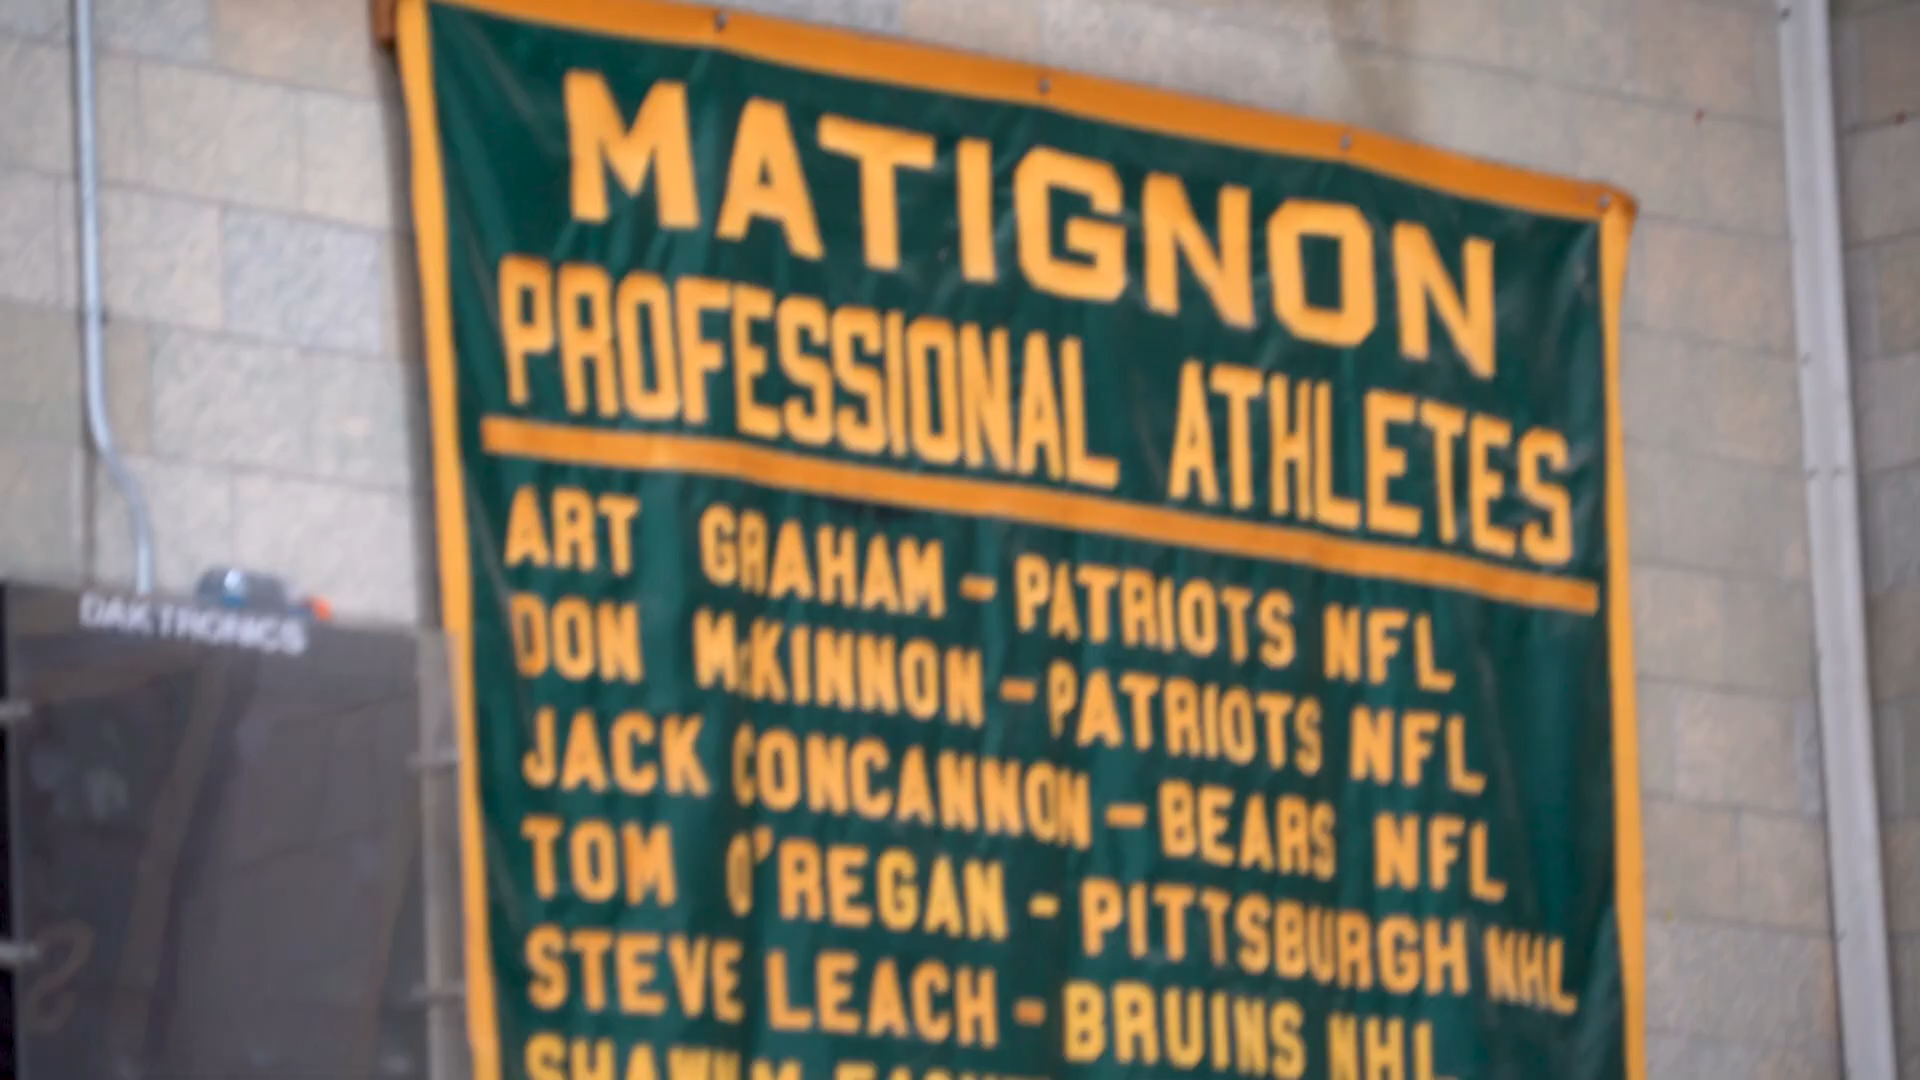 MATIGNON
PROFESSIONAL ATHLETES
ART GRAHAM - PATRIOTS NFL
DON McKINNON - PATRIOTS NFL
JACK CONCANNON - BEARS NFL
TOM O'REGAN - PITTSBURGH NHL
STEVE LEACH - BRUINS NHL
DAKTRONICS